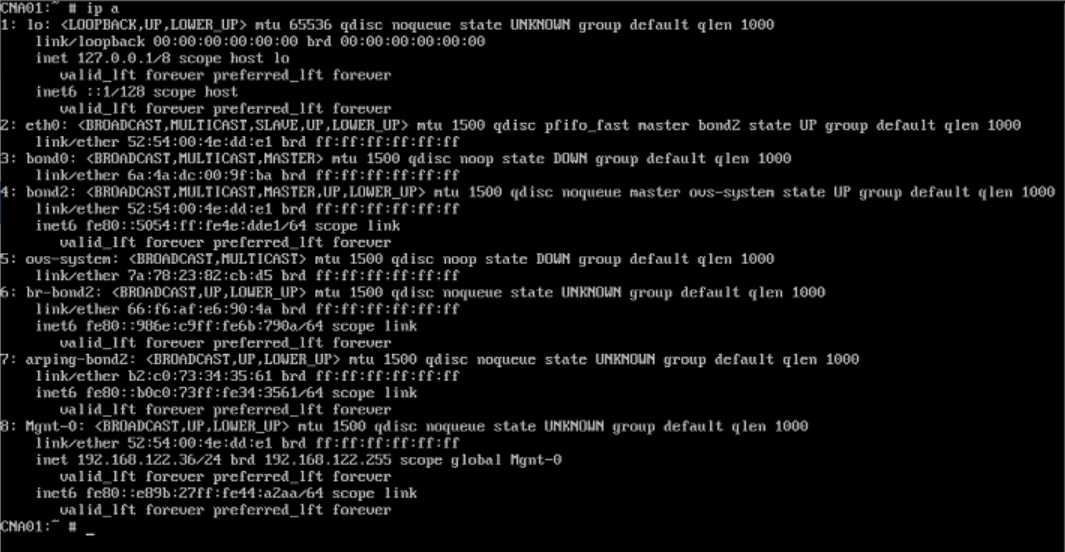 CNA01:~ # ip a
1: lo: <LOOPBACK,UP,LOWER_UP> mtu 65536 qdisc noqueue state UNKNOWN group default qlen 1000
    link/loopback 00:00:00:00:00:00 brd 00:00:00:00:00:00
    inet 127.0.0.1/8 scope host lo
       valid_lft forever preferred_lft forever
    inet6 ::1/128 scope host
       valid_lft forever preferred_lft forever
2: eth0: <BROADCAST,MULTICAST,SLAVE,UP,LOWER_UP> mtu 1500 qdisc pfifo_fast master bond2 state UP group default qlen 1000
    link/ether 52:54:00:4e:dd:e1 brd ff:ff:ff:ff:ff:ff
3: bond0: <BROADCAST,MULTICAST,MASTER> mtu 1500 qdisc noop state DOWN group default qlen 1000
    link/ether 6a:4a:dc:00:9f:ba brd ff:ff:ff:ff:ff:ff
4: bond2: <BROADCAST,MULTICAST,MASTER,UP,LOWER_UP> mtu 1500 qdisc noqueue master ovs-system state UP group default qlen 1000
    link/ether 52:54:00:4e:dd:e1 brd ff:ff:ff:ff:ff:ff
    inet6 fe80::5054:ff:fe4e:dde1/64 scope link
       valid_lft forever preferred_lft forever
5: ovs-system: <BROADCAST,MULTICAST> mtu 1500 qdisc noop state DOWN group default qlen 1000
    link/ether 7a:78:23:82:cb:d5 brd ff:ff:ff:ff:ff:ff
6: br-bond2: <BROADCAST,UP,LOWER_UP> mtu 1500 qdisc noqueue state UNKNOWN group default qlen 1000
    link/ether 66:f6:af:e6:90:4a brd ff:ff:ff:ff:ff:ff
    inet6 fe80::986e:c9ff:fe6b:790a/64 scope link
       valid_lft forever preferred_lft forever
7: arping-bond2: <BROADCAST,UP,LOWER_UP> mtu 1500 qdisc noqueue state UNKNOWN group default qlen 1000
    link/ether b2:c0:73:34:35:61 brd ff:ff:ff:ff:ff:ff
    inet6 fe80::b0c0:73ff:fe34:3561/64 scope link
       valid_lft forever preferred_lft forever
8: Mgnt-0: <BROADCAST,UP,LOWER_UP> mtu 1500 qdisc noqueue state UNKNOWN group default qlen 1000
    link/ether 52:54:00:4e:dd:e1 brd ff:ff:ff:ff:ff:ff
    inet 192.168.122.36/24 brd 192.168.122.255 scope global Mgnt-0
       valid_lft forever preferred_lft forever
    inet6 fe80::e89b:27ff:fe44:a2aa/64 scope link
       valid_lft forever preferred_lft forever
CNA01:~ # _